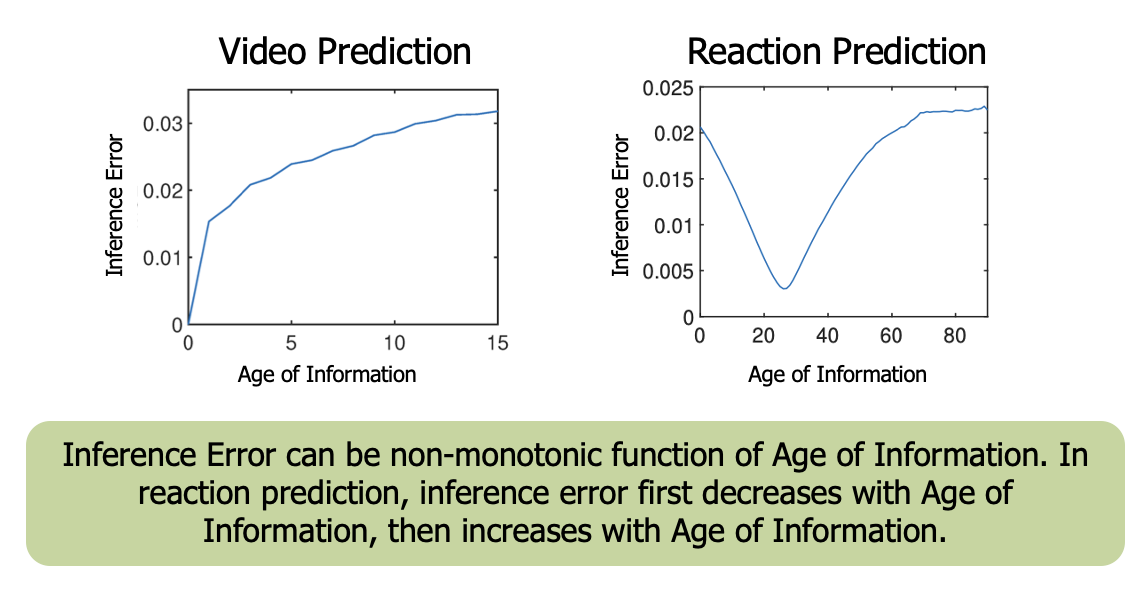 Video Prediction
Inference Error
0.03
0.02
0.01
0
0
5
10
15
Age of Information
Reaction Prediction
Inference Error
0.025
0.02
0.015
0.01
0.005
0
0
20
40
60
80
Age of Information
Inference Error can be non-monotonic function of Age of Information. In
reaction prediction, inference error first decreases with Age of
Information, then increases with Age of Information.